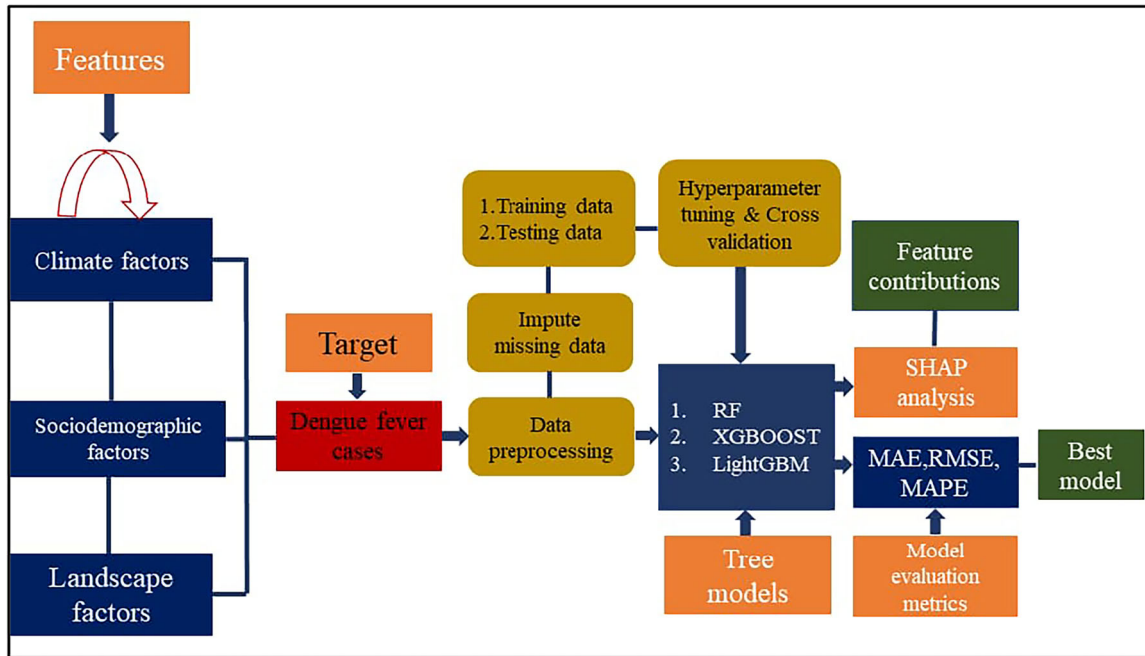 Features
Climate factors
Sociodemographic
factors
Landscape
factors
Target
Dengue fever
cases
1.Training data
2.Testing data
Impute
missing data
Data
preprocessing
Hyperparameter
tuning & Cross
validation
1. RF
2. XGBOOST
3. LightGBM
Tree
models
Feature
contributions
SHAP
analysis
MAE,RMSE,
MAPE
Model
evaluation
metrics
Best
model